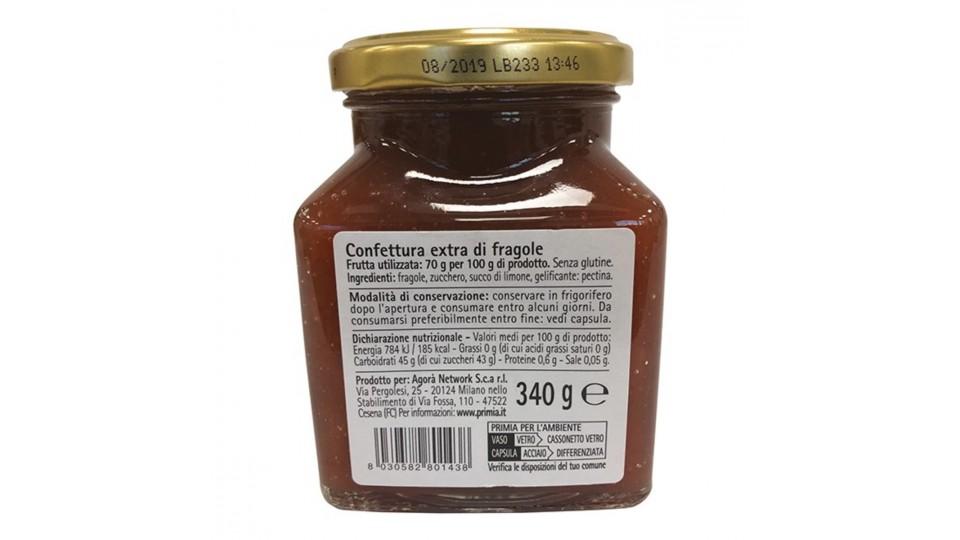 08/2019 LB233 13:46
Confettura extra di fragole
Frutta utilizzata: 70 g per 100 g di prodotto. Senza glutine.
Ingredienti: fragole, zucchero, succo di limone, gelificante: pectina.
Modalità di conservazione: conservare in frigorifero
dopo l'apertura e consumare entro alcuni giorni. Da
consumarsi preferibilmente entro fine: vedi capsula.
Dichiarazione nutrizionale - Valori medi per 100 g di prodotto:
Energia 784 kJ / 185 kcal - Grassi 0 g (di cui acidi grassi saturi 0 g)
Carboidrati 45 g (di cui zuccheri 43 g) - Proteine 0,6 g - Sale 0,05 g.
Prodotto per: Agorà Network S.c.a r.l.
Via Pergolesi, 25 - 20124 Milano nello
Stabilimento di Via Fossa, 110 - 47522
Cesena (FC) Per informazioni: www.primia.it
340 g e
PRIMIA PER L'AMBIENTE
VASO VETRO CASSONETTO VETRO
CAPSULA ACCIAIO DIFFERENZIATA
Verifica le disposizioni del tuo comune
8 030582 801438